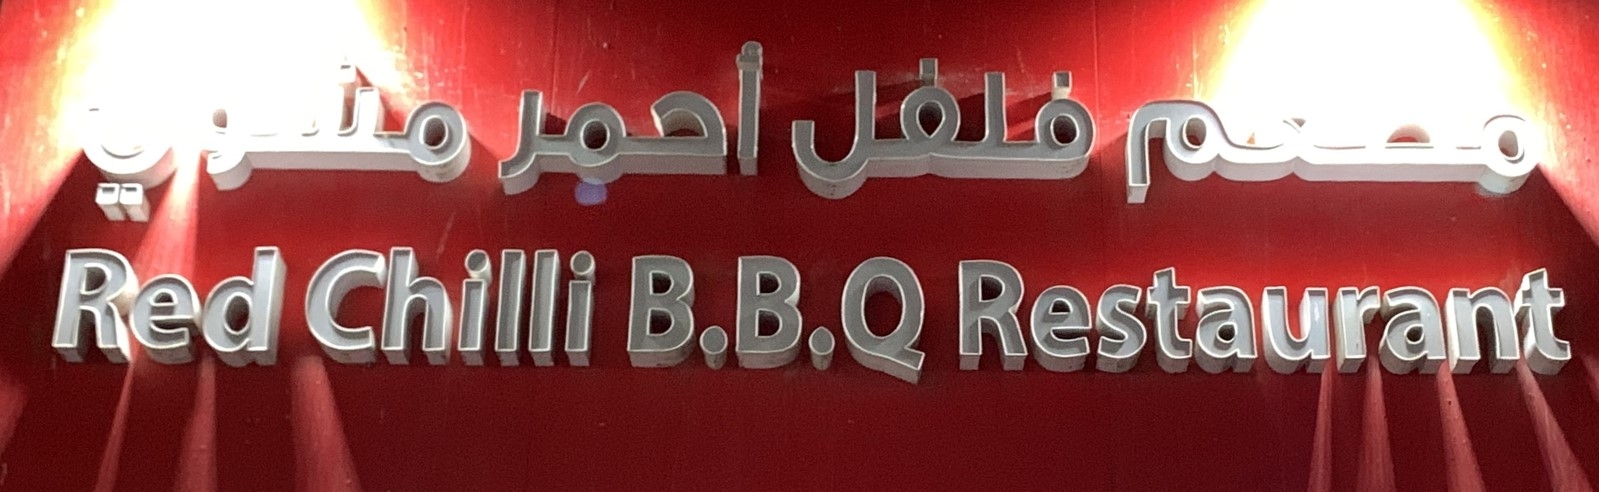 مطعم فلفل أحمر مشوي
Red Chilli B.B.Q Restaurant